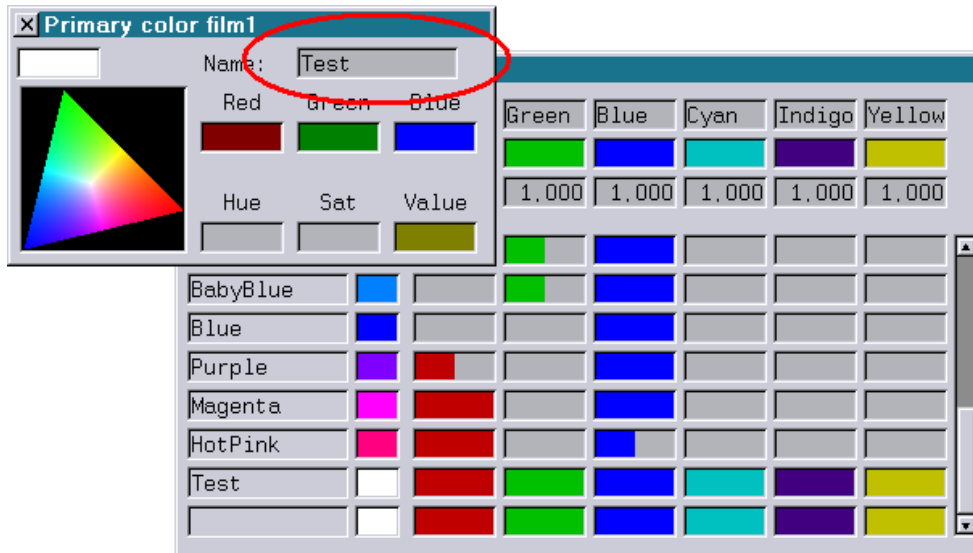 Primary color film1
Name: Test
Red Green Blue
Hue Sat Value
Green Blue Cyan Indigo Yellow
1,000 1,000 1,000 1,000 1,000
BabyBlue
Blue
Purple
Magenta
HotPink
Test